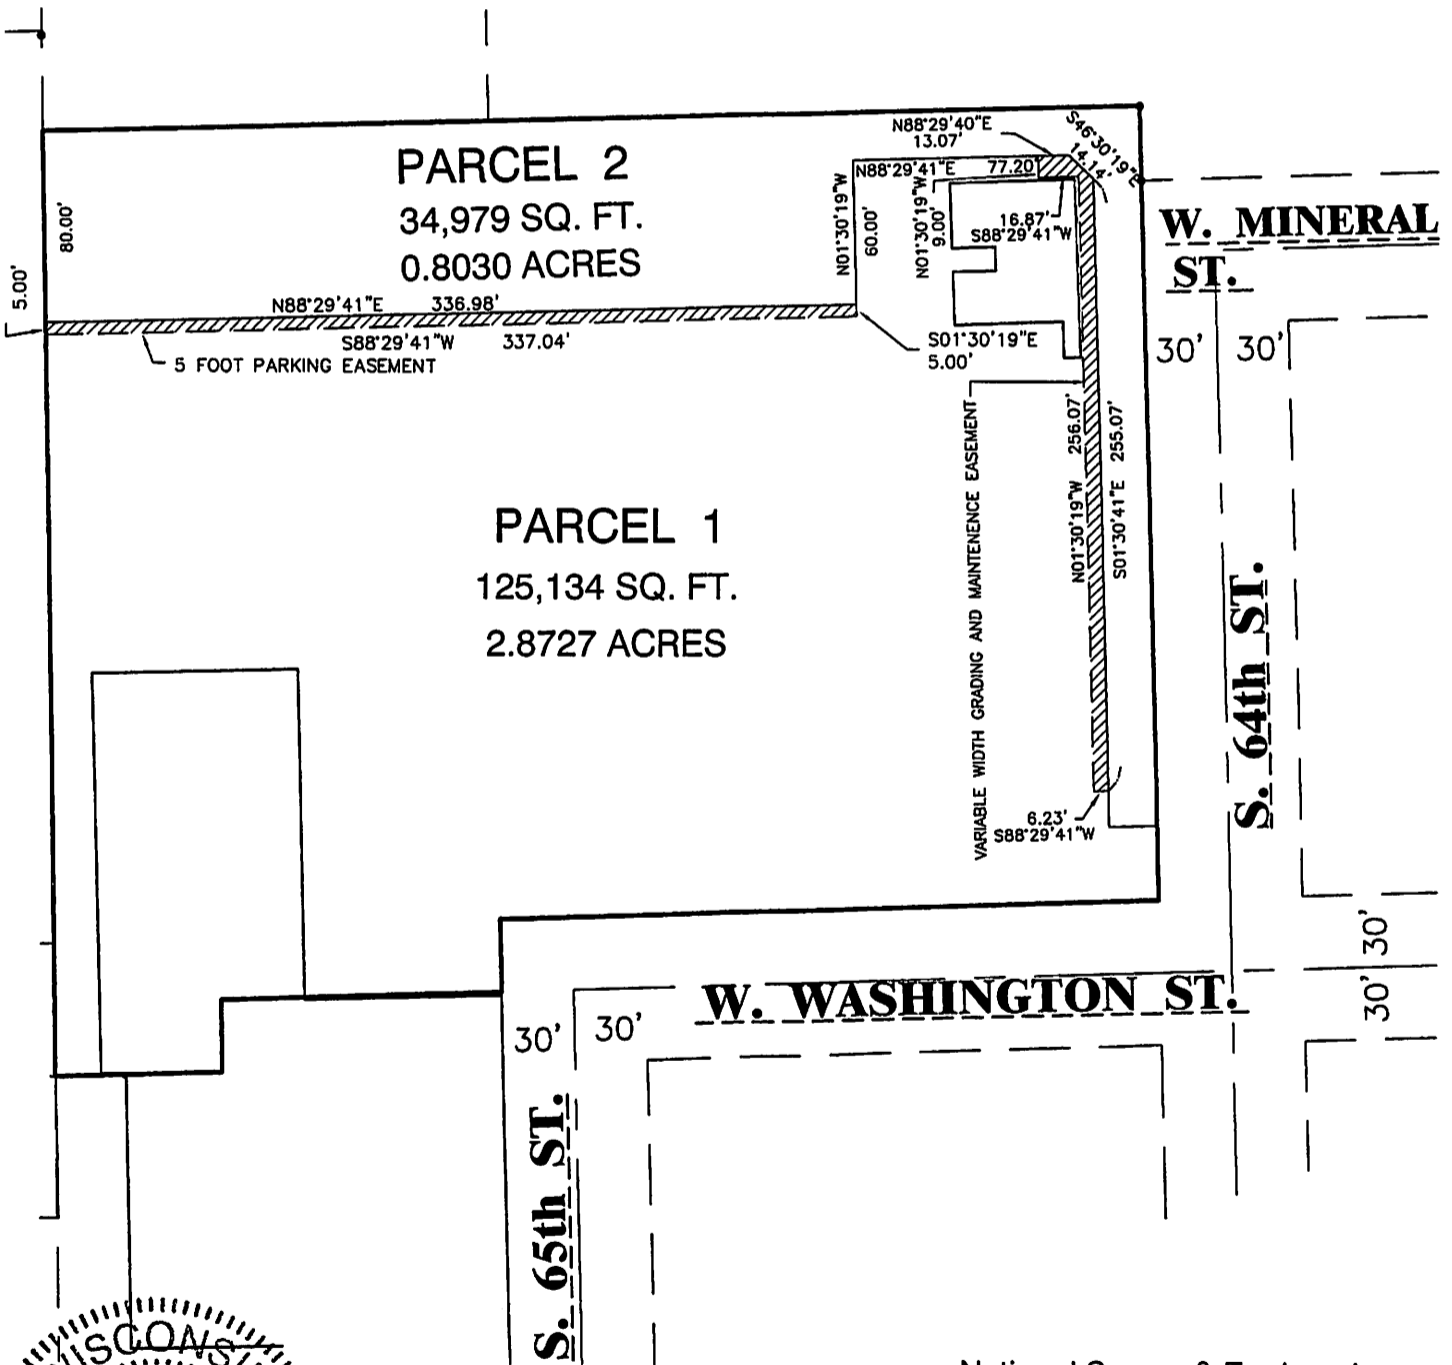 PARCEL 2
34,979 SQ. FT.
0.8030 ACRES
80.00'
5.00'
N88°29'41"E 336.98'
S88°29'41"W 337.04'
5 FOOT PARKING EASEMENT
N88°29'40"E
13.07'
S46°30'19"E
14.14'
N88°29'41"E 77.20'
N01°30'19"W
60.00'
N01°30'19"W
9.00'
16.87'
S88°29'41"W
S01°30'19"E
5.00'
W. MINERAL
ST.
30' 30'
VARIABLE WIDTH GRADING AND MAINTENENCE EASEMENT
N01°30'19"W 256.07'
S01°30'41"E 255.07'
PARCEL 1
125,134 SQ. FT.
2.8727 ACRES
S. 64th ST.
6.23'
S88°29'41"W
30'
30'
W. WASHINGTON ST.
30' 30'
S. 65th ST.